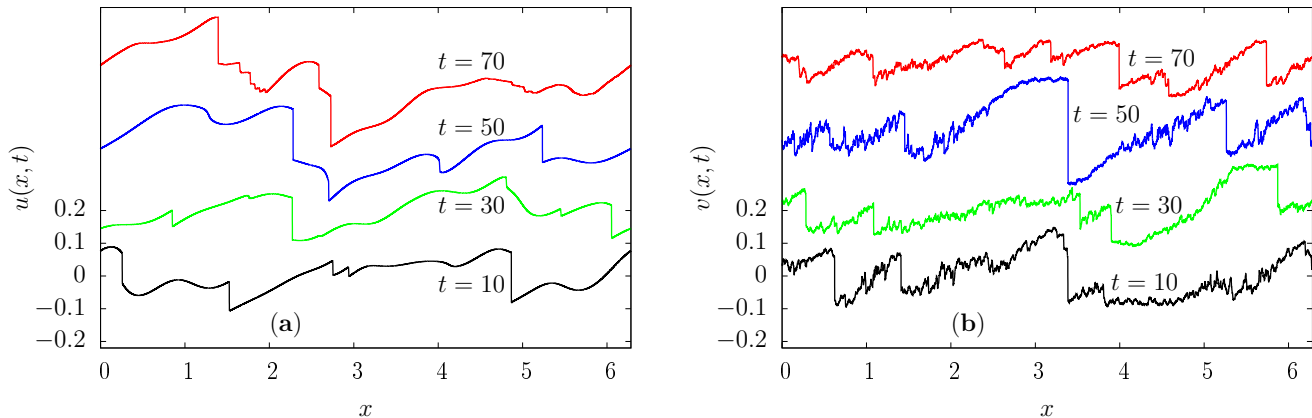 u(x, t)
t = 70
t = 50
t = 30
t = 10
0.2
0.1
0
−0.1
−0.2
(a)
0 1 2 3 4 5 6
x
v(x, t)
t = 70
t = 50
t = 30
t = 10
0.2
0.1
0
−0.1
−0.2
(b)
0 1 2 3 4 5 6
x